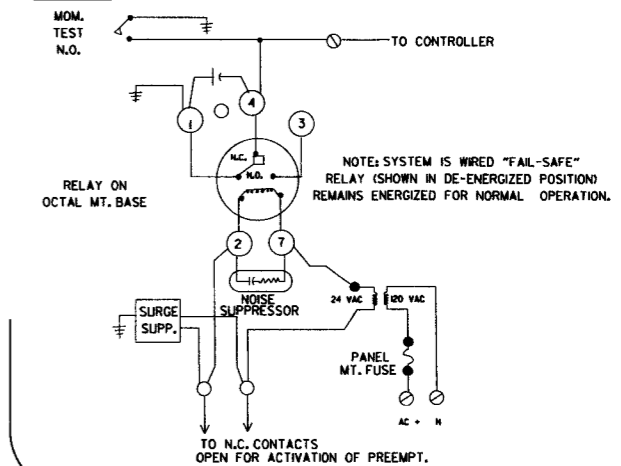 MOM.
TEST
N.O.
TO CONTROLLER
4
1
3
N.C.
N.O.
RELAY ON
OCTAL MT. BASE
NOTE: SYSTEM IS WIRED "FAIL-SAFE"
RELAY (SHOWN IN DE-ENERGIZED POSITION)
REMAINS ENERGIZED FOR NORMAL OPERATION.
2
7
NOISE
SUPPRESSOR
24 VAC
120 VAC
SURGE
SUPP.
PANEL
MT. FUSE
AC +
N
TO N.C. CONTACTS
OPEN FOR ACTIVATION OF PREEMPT.